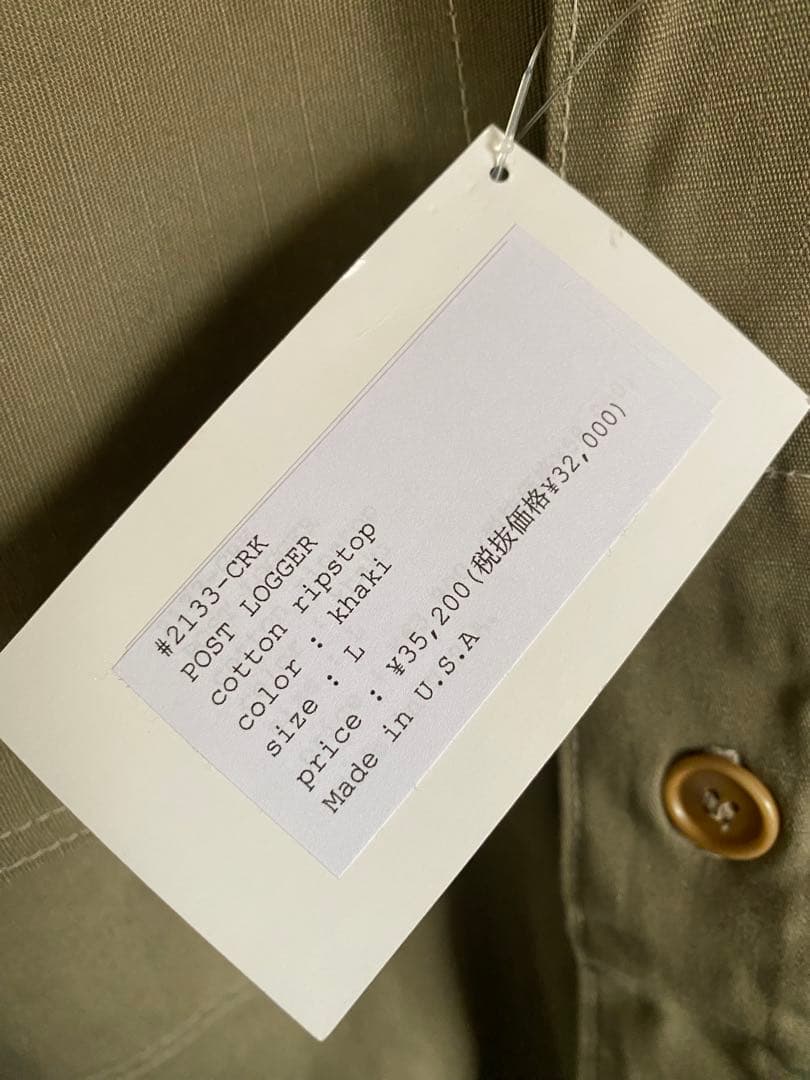 #2133-CRK
POST LOGGER
cotton ripstop
color : khaki
size : L
price : ¥35,200(税抜価格¥32,000)
Made in U.S.A